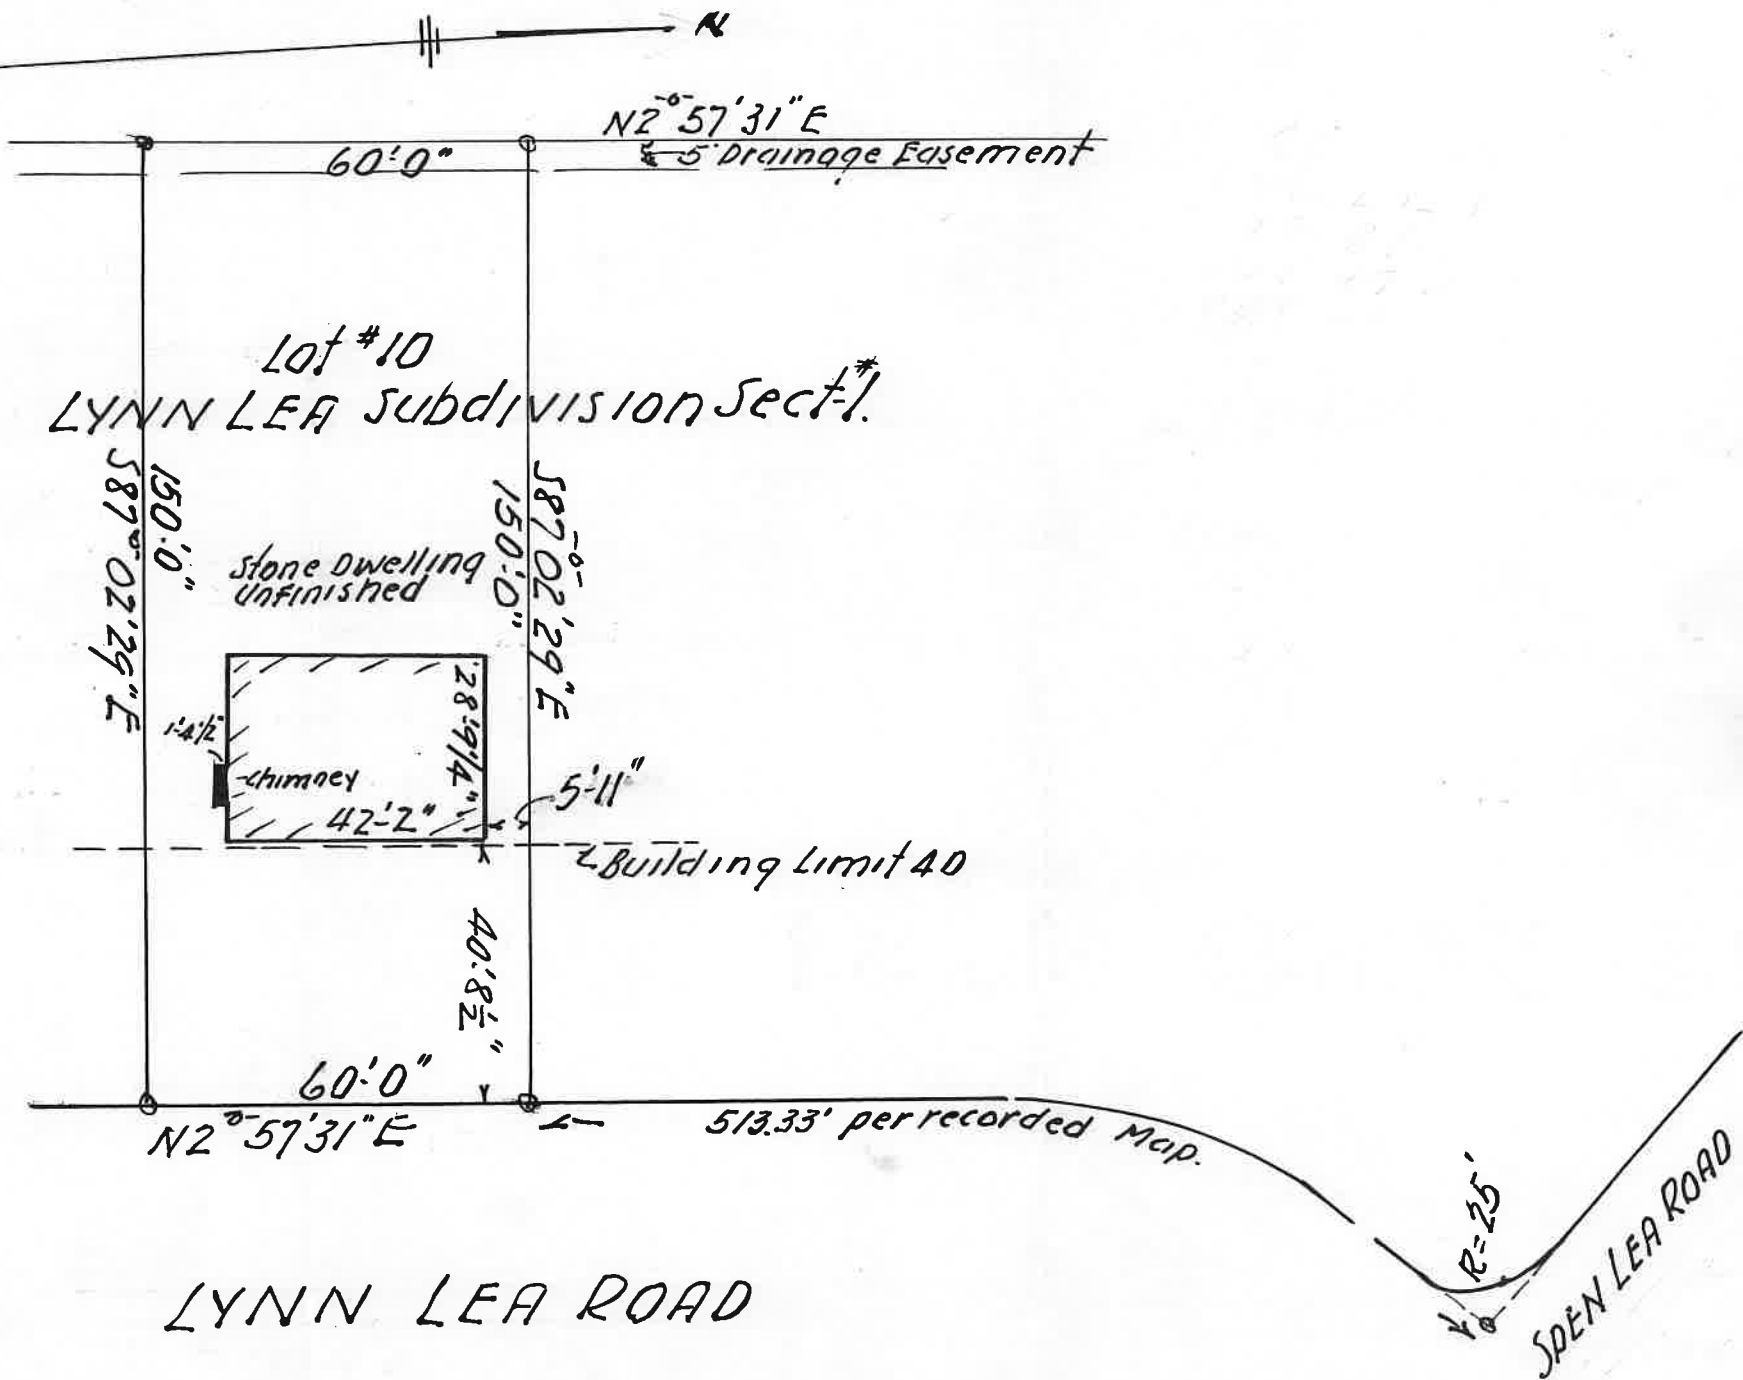 N
N2°57'31"E
60'-0"
5' Drainage Easement
Lot #10
LYNN LEA Subdivision Sect. #1.
150'-0"
S87°02'29"E
150'-0"
S87°02'29"E
Stone Dwelling
Unfinished
28'-9 1/4"
1'-4 1/2"
chimney
42'-2"
5'-11"
Building Limit 40
40'-8 1/2"
60'-0"
N2°57'31"E
513.33' per recorded Map.
R=25'
SPEN LEA ROAD
LYNN LEA ROAD